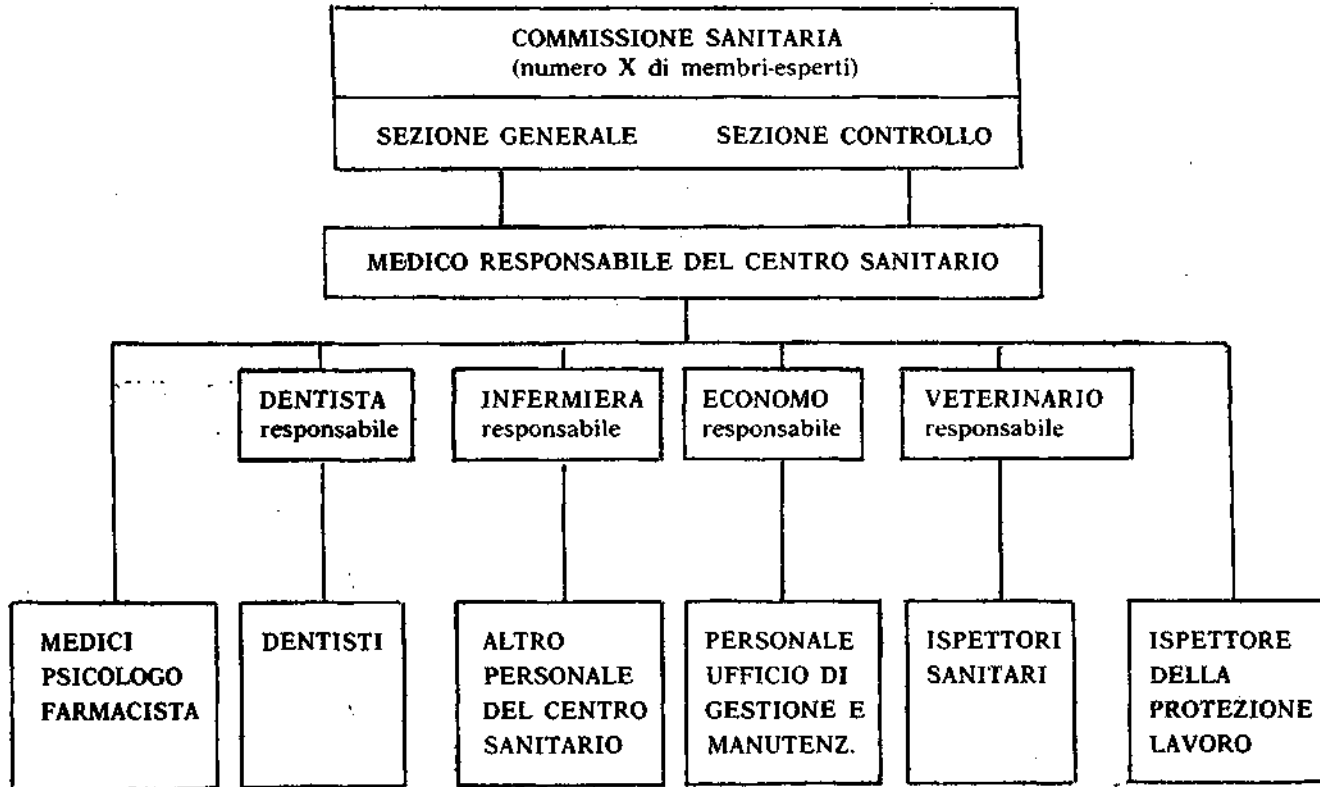 COMMISSIONE SANITARIA
(numero X di membri-esperti)
SEZIONE GENERALE SEZIONE CONTROLLO
MEDICO RESPONSABILE DEL CENTRO SANITARIO
DENTISTA
responsabile
INFERMIERA
responsabile
ECONOMO
responsabile
VETERINARIO
responsabile
MEDICI
PSICOLOGO
FARMACISTA
DENTISTI
ALTRO
PERSONALE
DEL CENTRO
SANITARIO
PERSONALE
UFFICIO DI
GESTIONE E
MANUTENZ.
ISPETTORI
SANITARI
ISPETTORE
DELLA
PROTEZIONE
LAVORO